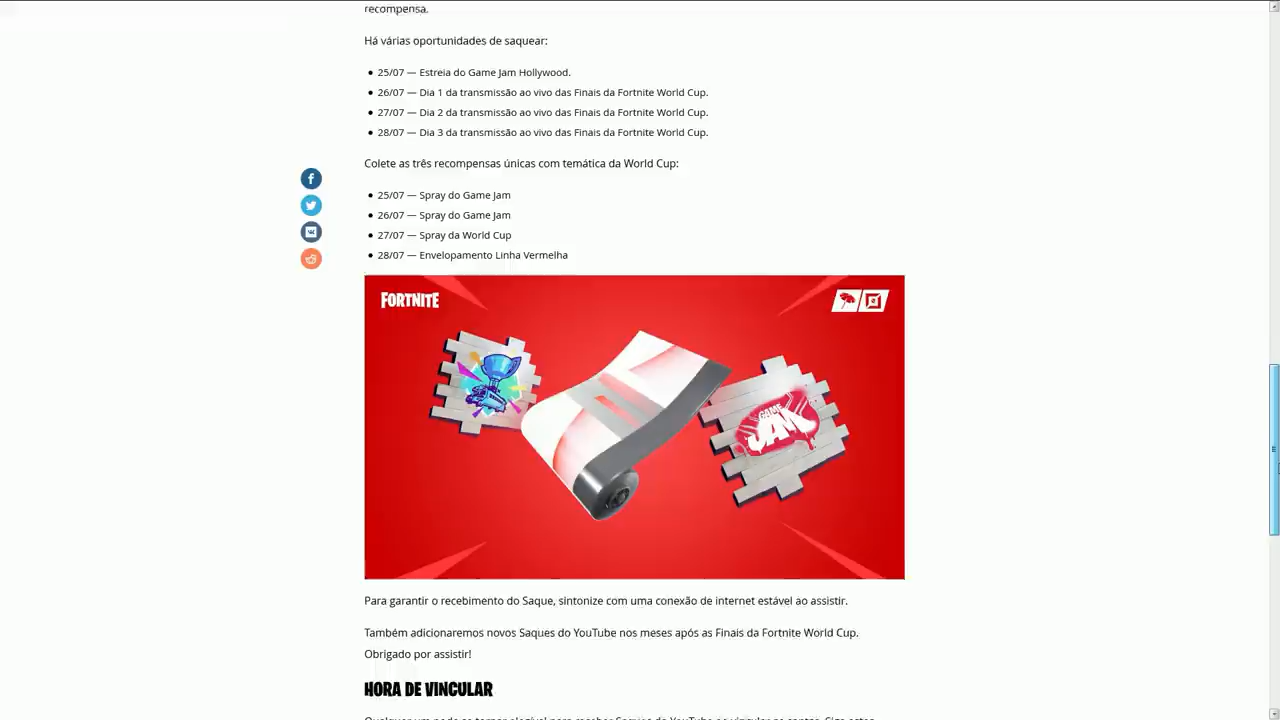 recompensa.
Há várias oportunidades de saquear:
• 25/07 — Estreia do Game Jam Hollywood.
• 26/07 — Dia 1 da transmissão ao vivo das Finais da Fortnite World Cup.
• 27/07 — Dia 2 da transmissão ao vivo das Finais da Fortnite World Cup.
• 28/07 — Dia 3 da transmissão ao vivo das Finais da Fortnite World Cup.
Colete as três recompensas únicas com temática da World Cup:
• 25/07 — Spray do Game Jam
• 26/07 — Spray do Game Jam
• 27/07 — Spray da World Cup
• 28/07 — Envelopamento Linha Vermelha
FORTNITE
GAME
JAM
Para garantir o recebimento do Saque, sintonize com uma conexão de internet estável ao assistir.
Também adicionaremos novos Saques do YouTube nos meses após as Finais da Fortnite World Cup.
Obrigado por assistir!
HORA DE VINCULAR